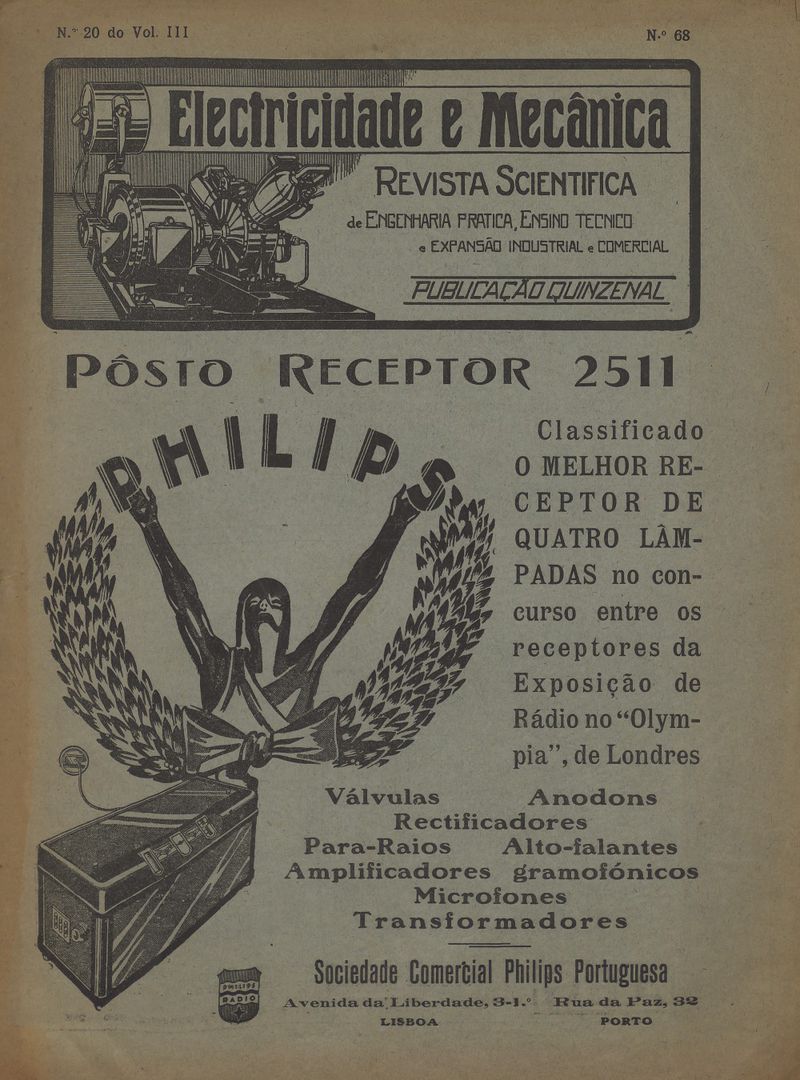 N.º 20 do Vol. III
N.º 68
Electricidade e Mecânica
REVISTA SCIENTIFICA
de ENGENHARIA PRATICA, ENSINO TECNICO
e EXPANSÃO INDUSTRIAL e COMERCIAL
PUBLICAÇÃO QUINZENAL
PÔSTO RECEPTOR 2511
PHILIPS
Classificado
O MELHOR RE-
CEPTOR DE
QUATRO LÂM-
PADAS no con-
curso entre os
receptores da
Exposição de
Rádio no "Olym-
pia", de Londres
Válvulas Anodons
Rectificadores
Para-Raios Alto-falantes
Amplificadores gramofónicos
Microfones
Transformadores
Sociedade Comercial Philips Portuguesa
PHILIPS
RADIO
Avenida da Liberdade, 3-1.º Rua da Paz, 32
LISBOA PORTO